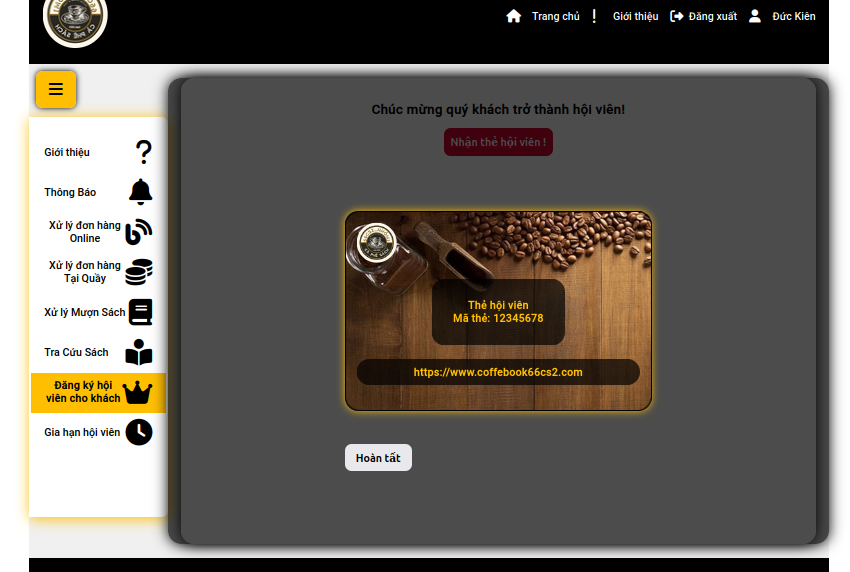 CÀ PHÊ SÁCH
Trang chủ
Giới thiệu
Đăng xuất
Đức Kiên
Giới thiệu
Thông Báo
Xử lý đơn hàng
Online
Xử lý đơn hàng
Tại Quầy
Xử lý Mượn Sách
Tra Cứu Sách
Đăng ký hội
viên cho khách
Gia hạn hội viên
Chúc mừng quý khách trở thành hội viên!
Nhận thẻ hội viên !
Thẻ hội viên
Mã thẻ: 12345678
https://www.coffebook66cs2.com
Hoàn tất